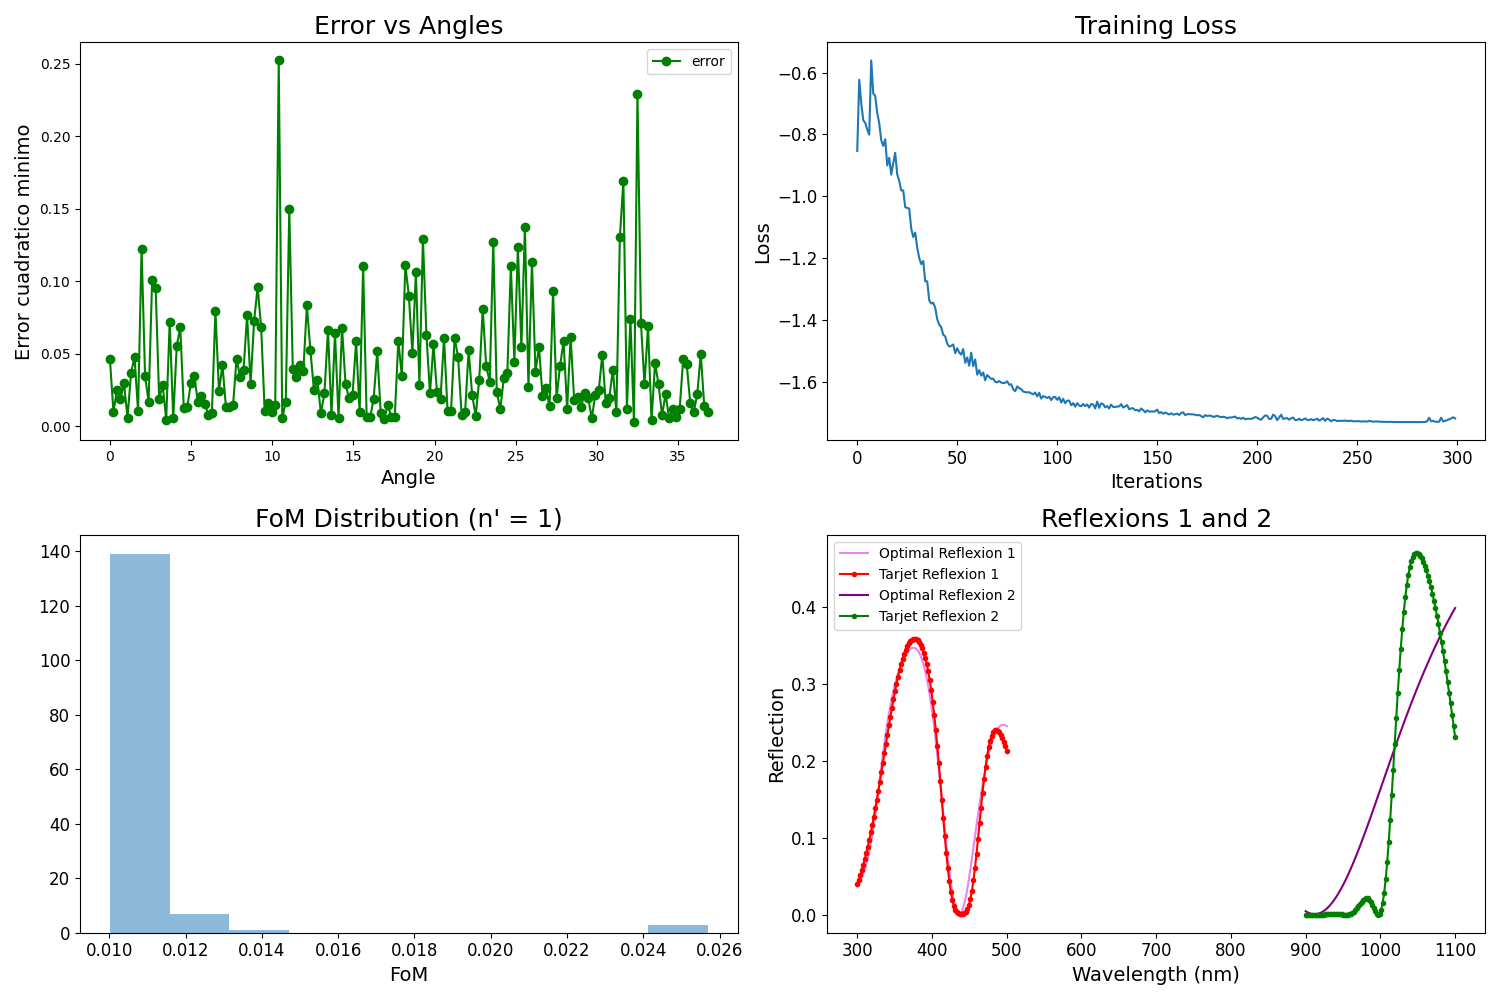 Error vs Angles
error
0.25
0.20
0.15
0.10
0.05
0.00
Error cuadratico minimo
0 5 10 15 20 25 30 35
Angle
Training Loss
−0.6
−0.8
−1.0
−1.2
−1.4
−1.6
Loss
0 50 100 150 200 250 300
Iterations
FoM Distribution (n' = 1)
140
120
100
80
60
40
20
0
0.010 0.012 0.014 0.016 0.018 0.020 0.022 0.024 0.026
FoM
Reflexions 1 and 2
Optimal Reflexion 1
Tarjet Reflexion 1
Optimal Reflexion 2
Tarjet Reflexion 2
0.4
0.3
0.2
0.1
0.0
Reflection
300 400 500 600 700 800 900 1000 1100
Wavelength (nm)